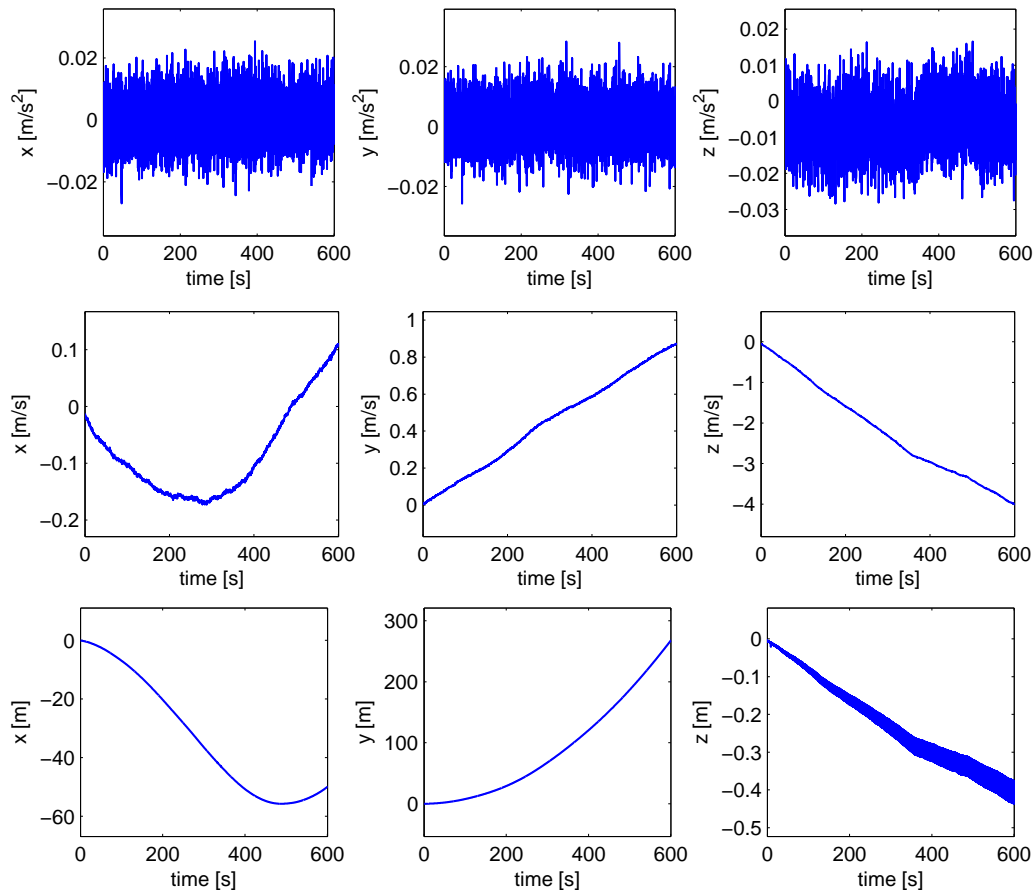 x [m/s²]
0.02
0
−0.02
0 200 400 600
time [s]
y [m/s²]
0.02
0
−0.02
0 200 400 600
time [s]
z [m/s²]
0.02
0.01
0
−0.01
−0.02
−0.03
0 200 400 600
time [s]
x [m/s]
0.1
0
−0.1
−0.2
0 200 400 600
time [s]
y [m/s]
1
0.8
0.6
0.4
0.2
0
0 200 400 600
time [s]
z [m/s]
0
−1
−2
−3
−4
0 200 400 600
time [s]
x [m]
0
−20
−40
−60
0 200 400 600
time [s]
y [m]
300
200
100
0
0 200 400 600
time [s]
z [m]
0
−0.1
−0.2
−0.3
−0.4
−0.5
0 200 400 600
time [s]